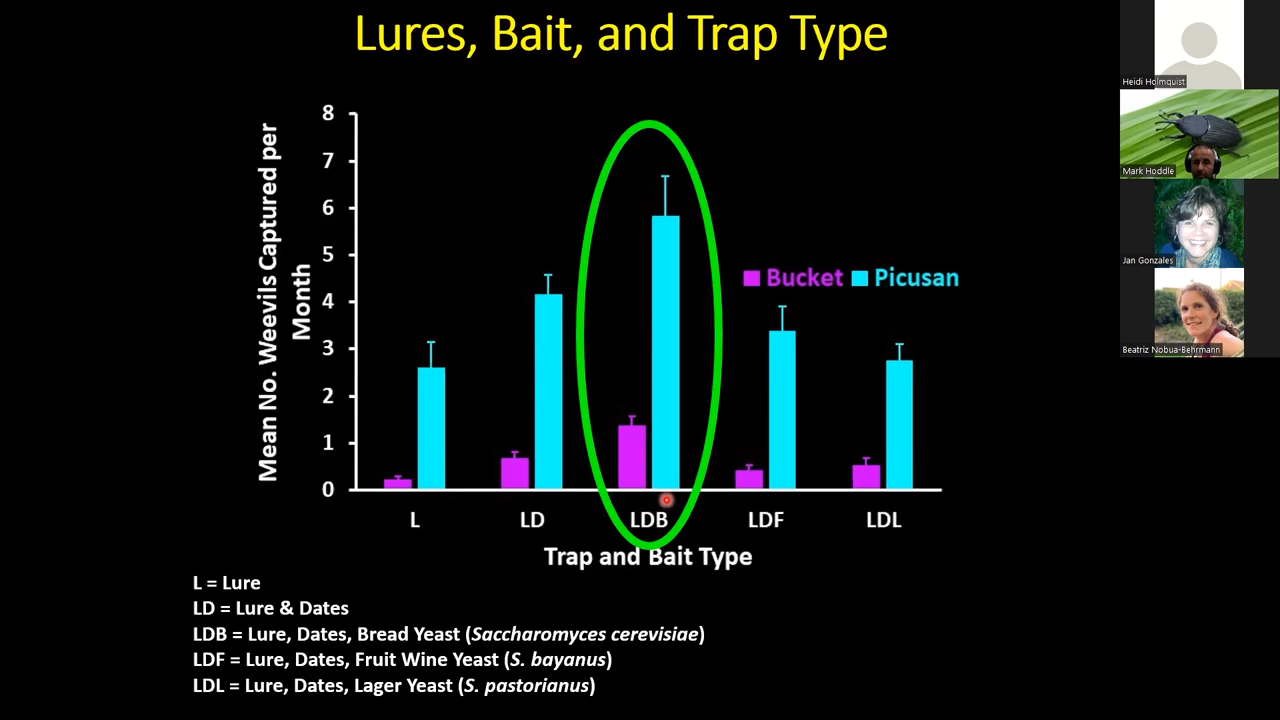 Lures, Bait, and Trap Type
Mean No. Weevils Captured per
Month
8
7
6
5
4
3
2
1
0
Bucket Picusan
L LD LDB LDF LDL
Trap and Bait Type
L = Lure
LD = Lure & Dates
LDB = Lure, Dates, Bread Yeast (Saccharomyces cerevisiae)
LDF = Lure, Dates, Fruit Wine Yeast (S. bayanus)
LDL = Lure, Dates, Lager Yeast (S. pastorianus)
Heidi Holmquist
Mark Hoddle
Jan Gonzales
Beatriz Nobua-Behrmann